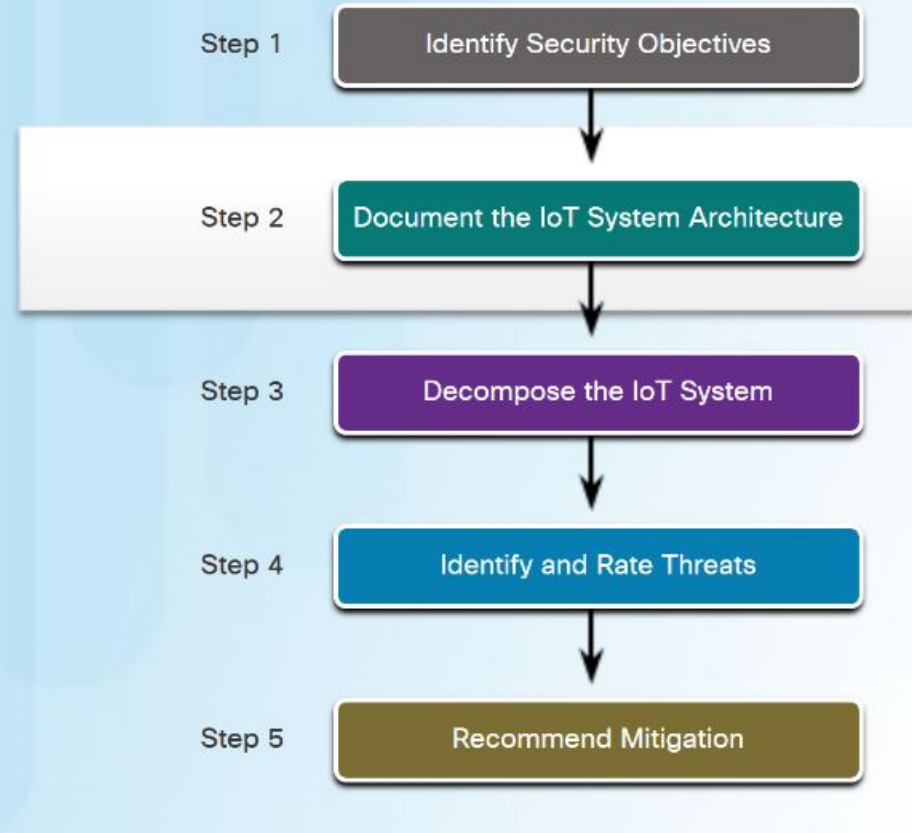 Step 1
Identify Security Objectives
Step 2
Document the IoT System Architecture
Step 3
Decompose the IoT System
Step 4
Identify and Rate Threats
Step 5
Recommend Mitigation